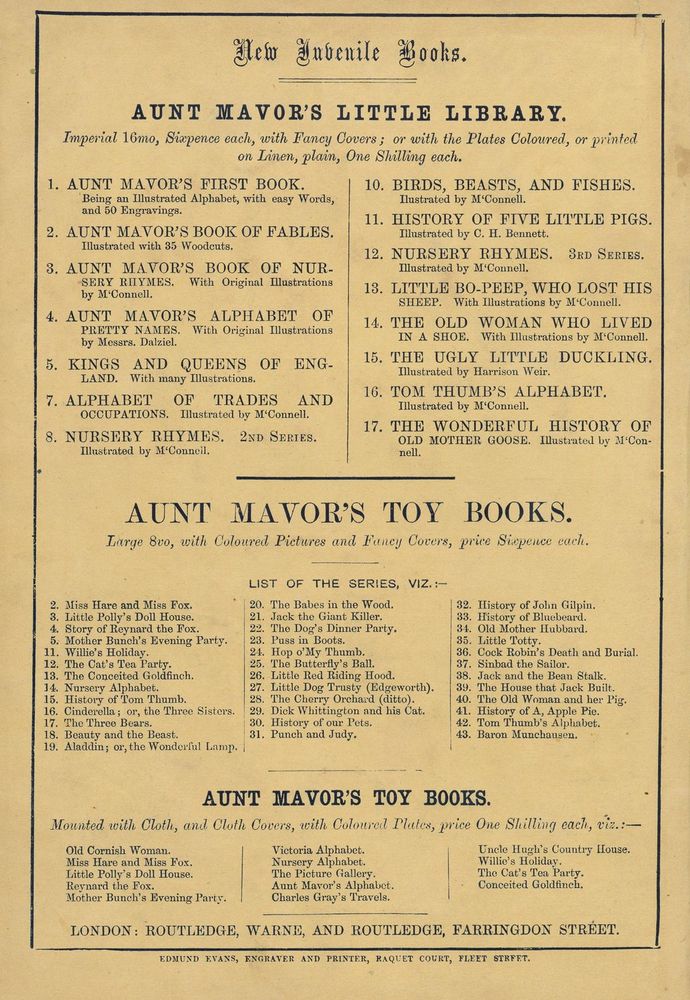 New Juvenile Books.
AUNT MAVOR'S LITTLE LIBRARY.
Imperial 16mo, Sixpence each, with Fancy Covers; or with the Plates Coloured, or printed
on Linen, plain, One Shilling each.
1. AUNT MAVOR'S FIRST BOOK.
Being an Illustrated Alphabet, with easy Words,
and 50 Engravings.
2. AUNT MAVOR'S BOOK OF FABLES.
Illustrated with 35 Woodcuts.
3. AUNT MAVOR'S BOOK OF NUR-
SERY RHYMES. With Original Illustrations
by M'Connell.
4. AUNT MAVOR'S ALPHABET OF
PRETTY NAMES. With Original Illustrations
by Messrs. Dalziel.
5. KINGS AND QUEENS OF ENG-
LAND. With many Illustrations.
7. ALPHABET OF TRADES AND
OCCUPATIONS. Illustrated by M'Connell.
8. NURSERY RHYMES. 2ND SERIES.
Illustrated by M'Connell.
10. BIRDS, BEASTS, AND FISHES.
Ilustrated by M'Connell.
11. HISTORY OF FIVE LITTLE PIGS.
Illustrated by C. H. Bennett.
12. NURSERY RHYMES. 3RD SERIES.
Illustrated by M'Connell.
13. LITTLE BO-PEEP, WHO LOST HIS
SHEEP. With Illustrations by M'Connell.
14. THE OLD WOMAN WHO LIVED
IN A SHOE. With Illustrations by M'Connell.
15. THE UGLY LITTLE DUCKLING.
Illustrated by Harrison Weir.
16. TOM THUMB'S ALPHABET.
Illustrated by M'Connell.
17. THE WONDERFUL HISTORY OF
OLD MOTHER GOOSE. Illustrated by M'Con-
nell.
AUNT MAVOR'S TOY BOOKS.
Large 8vo, with Coloured Pictures and Fancy Covers, price Sixpence each.
LIST OF THE SERIES, VIZ.:—
2. Miss Hare and Miss Fox.
3. Little Polly's Doll House.
4. Story of Reynard the Fox.
5. Mother Bunch's Evening Party.
11. Willie's Holiday.
12. The Cat's Tea Party.
13. The Conceited Goldfinch.
14. Nursery Alphabet.
15. History of Tom Thumb.
16. Cinderella; or, the Three Sisters.
17. The Three Bears.
18. Beauty and the Beast.
19. Aladdin; or, the Wonderful Lamp.
20. The Babes in the Wood.
21. Jack the Giant Killer.
22. The Dog's Dinner Party.
23. Puss in Boots.
24. Hop o'My Thumb.
25. The Butterfly's Ball.
26. Little Red Riding Hood.
27. Little Dog Trusty (Edgeworth).
28. The Cherry Orchard (ditto).
29. Dick Whittington and his Cat.
30. History of our Pets.
31. Punch and Judy.
32. History of John Gilpin.
33. History of Bluebeard.
34. Old Mother Hubbard.
35. Little Totty.
36. Cock Robin's Death and Burial.
37. Sinbad the Sailor.
38. Jack and the Bean Stalk.
39. The House that Jack Built.
40. The Old Woman and her Pig.
41. History of A, Apple Pie.
42. Tom Thumb's Alphabet.
43. Baron Munchausen.
AUNT MAVOR'S TOY BOOKS.
Mounted with Cloth, and Cloth Covers, with Coloured Plates, price One Shilling each, viz.:—
Old Cornish Woman.
Miss Hare and Miss Fox.
Little Polly's Doll House.
Reynard the Fox.
Mother Bunch's Evening Party.
Victoria Alphabet.
Nursery Alphabet.
The Picture Gallery.
Aunt Mavor's Alphabet.
Charles Gray's Travels.
Uncle Hugh's Country House.
Willie's Holiday.
The Cat's Tea Party.
Conceited Goldfinch.
LONDON: ROUTLEDGE, WARNE, AND ROUTLEDGE, FARRINGDON STREET.
EDMUND EVANS, ENGRAVER AND PRINTER, RAQUET COURT, FLEET STREET.